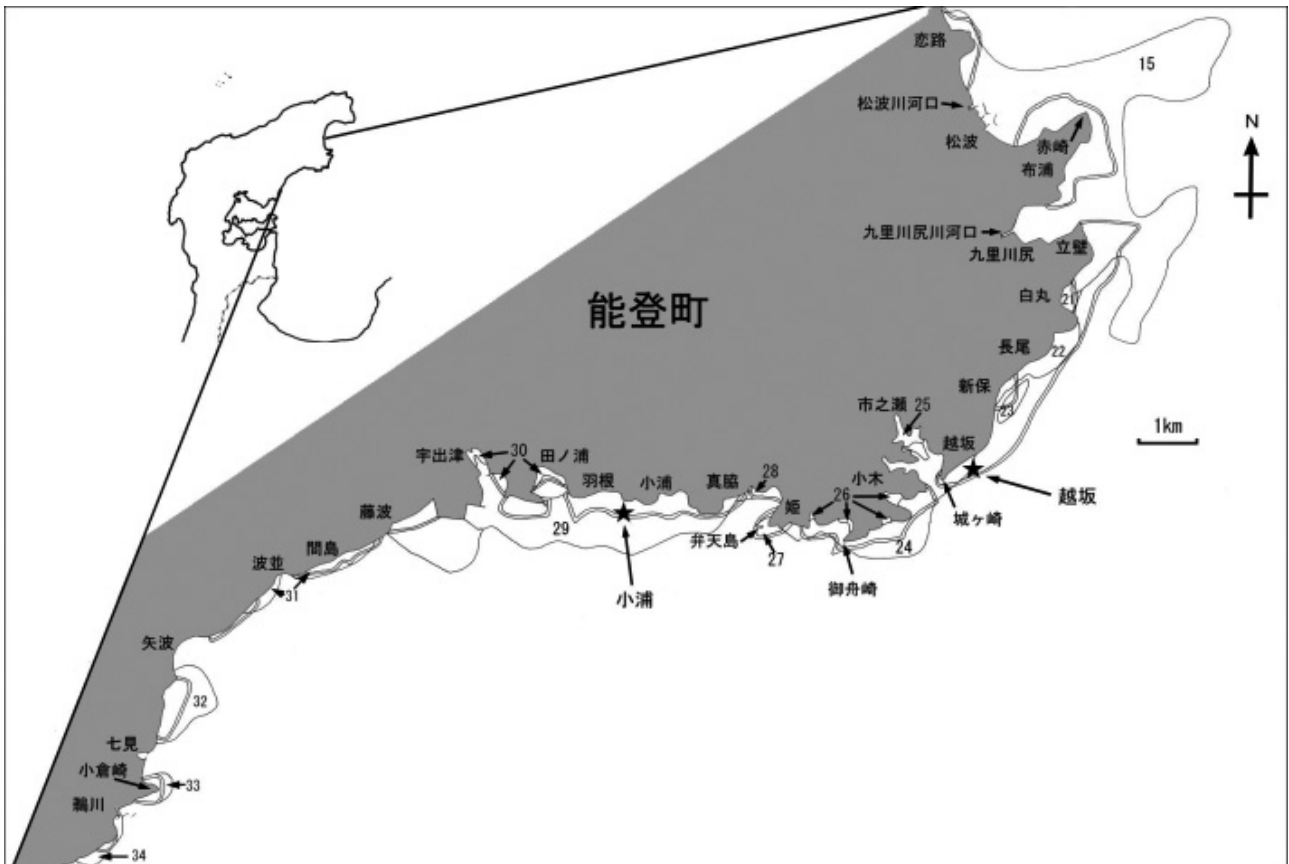 恋路
15
松波川河口
N
松波
赤崎
布浦
九里川尻川河口
九里川尻
立壁
白丸
21
能登町
長尾
22
新保
23
市之瀬 25
1km
越坂
宇出津
30
田ノ浦
羽根
小浦
真脇
28
小木
越坂
藤波
姫
26
城ヶ崎
29
弁天島
27
24
間島
御舟崎
波並
31
小浦
矢波
32
七見
小倉崎
33
鵜川
34